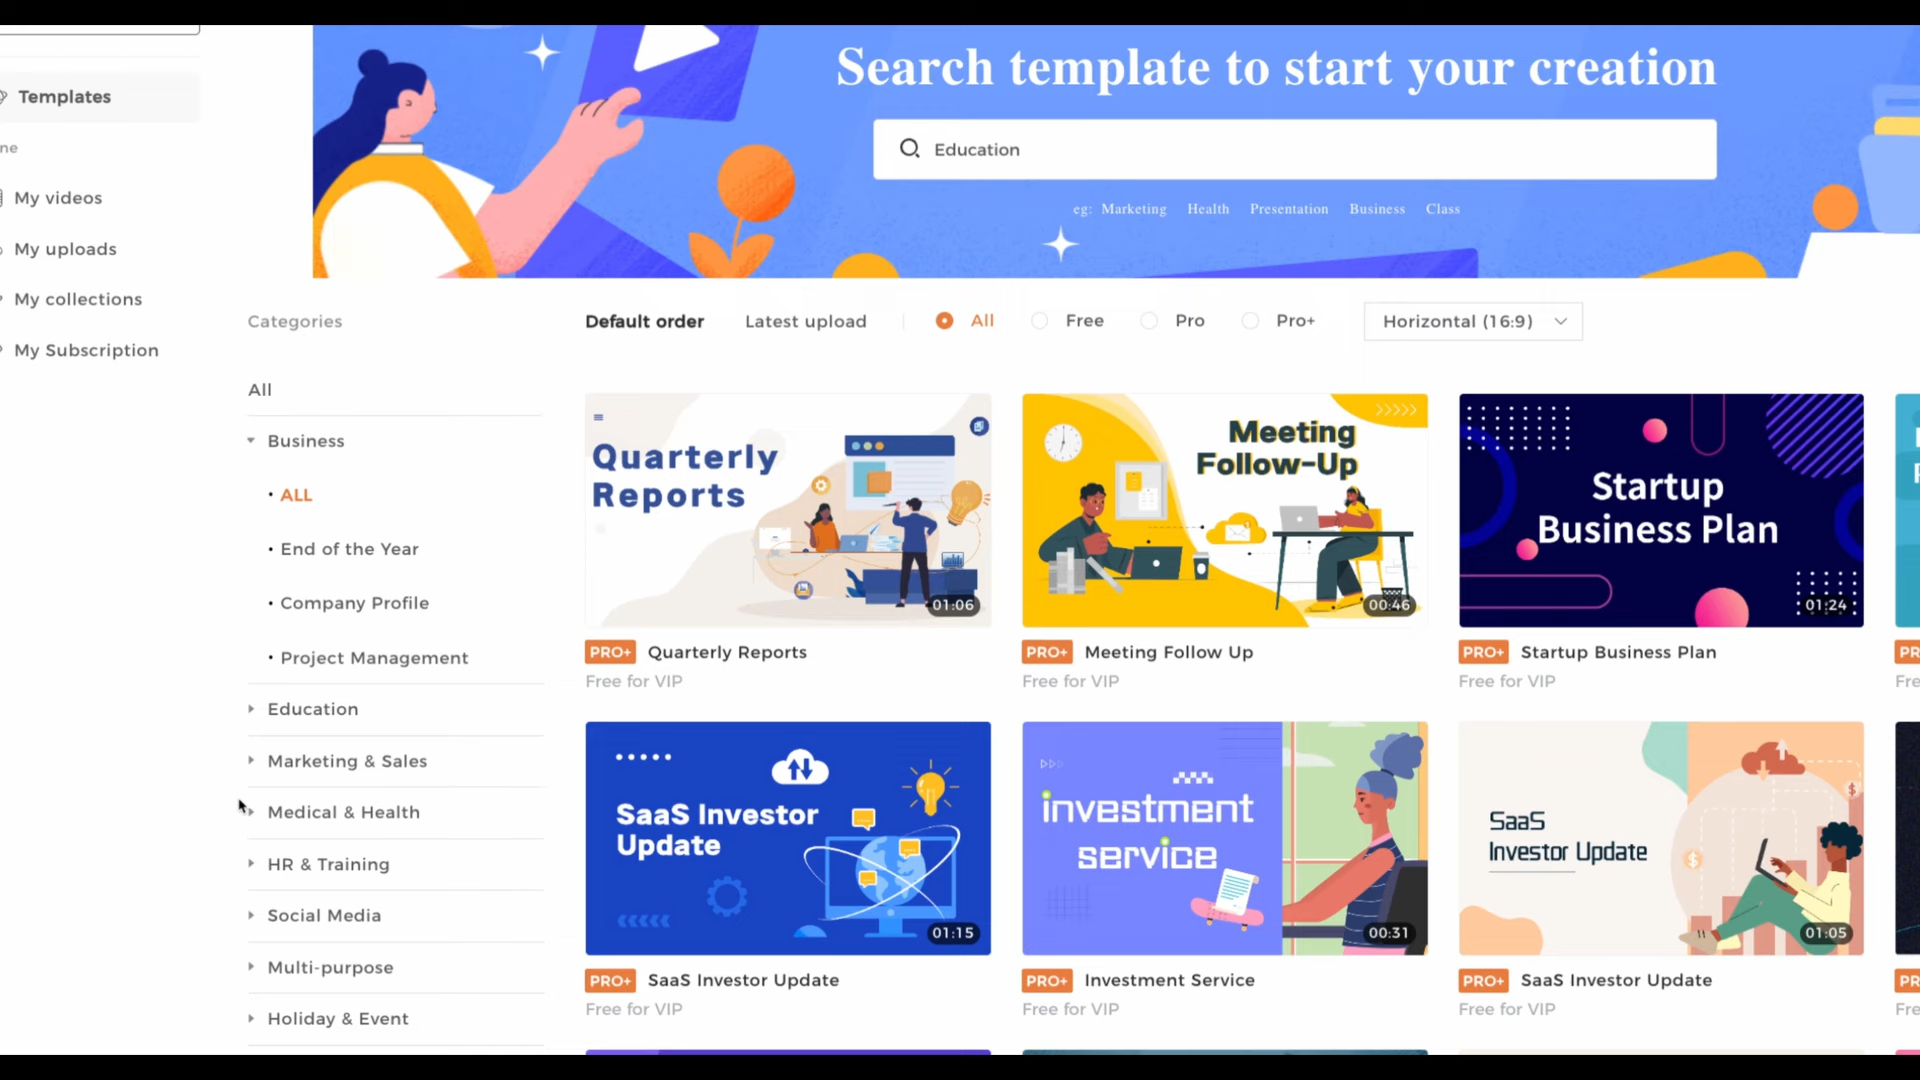 Search template to start your creation
Education
eg: Marketing Health Presentation Business Class
Templates
ne
My videos
My uploads
My collections
My Subscription
Categories
All
Business
• ALL
• End of the Year
• Company Profile
• Project Management
Education
Marketing & Sales
Medical & Health
HR & Training
Social Media
Multi-purpose
Holiday & Event
Default order Latest upload All Free Pro Pro+ Horizontal (16:9)
Quarterly
Reports
01:06
PRO+ Quarterly Reports
Free for VIP
Meeting
Follow-Up
00:46
PRO+ Meeting Follow Up
Free for VIP
Startup
Business Plan
01:24
PRO+ Startup Business Plan
Free for VIP
PR
Fre
SaaS Investor
Update
01:15
PRO+ SaaS Investor Update
Free for VIP
investment
service
00:31
PRO+ Investment Service
Free for VIP
SaaS
Investor Update
01:05
PRO+ SaaS Investor Update
Free for VIP
PR
Fre